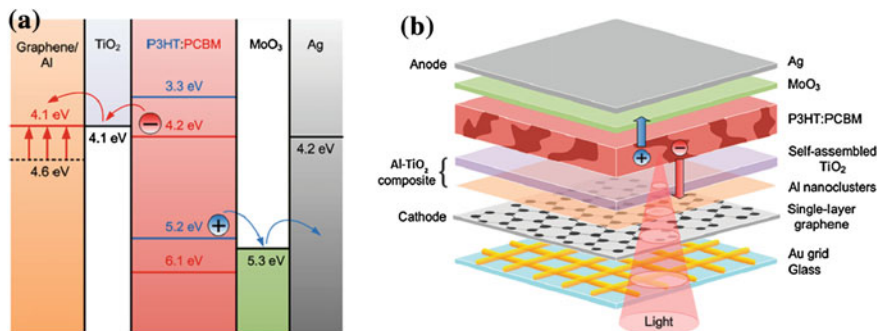 (a)
Graphene/
Al
TiO₂
P3HT:PCBM
MoO₃
Ag
3.3 eV
4.1 eV
4.2 eV
4.1 eV
4.2 eV
4.6 eV
5.2 eV
5.3 eV
6.1 eV
(b)
Anode
Ag
MoO₃
P3HT:PCBM
Al-TiO₂
composite
Self-assembled
TiO₂
Al nanoclusters
Cathode
Single-layer
graphene
Au grid
Glass
Light